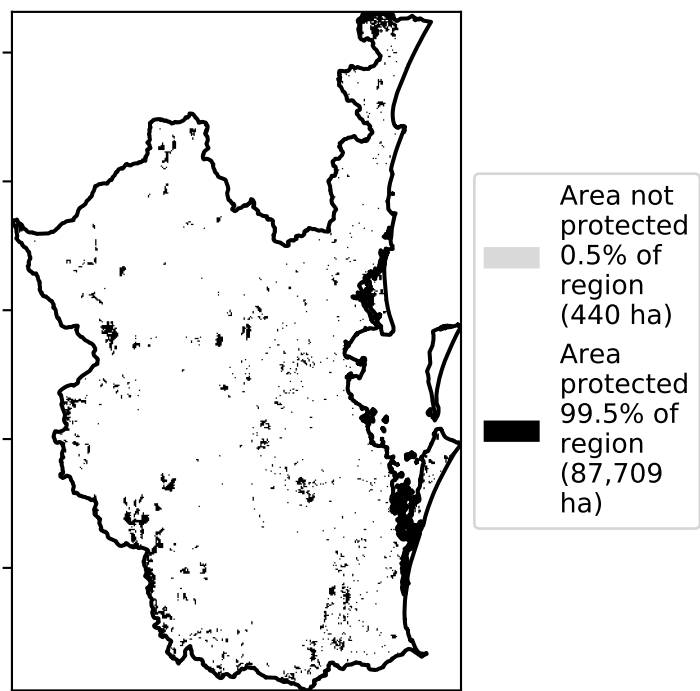 Area not
protected
0.5% of
region
(440 ha)
Area
protected
99.5% of
region
(87,709
ha)